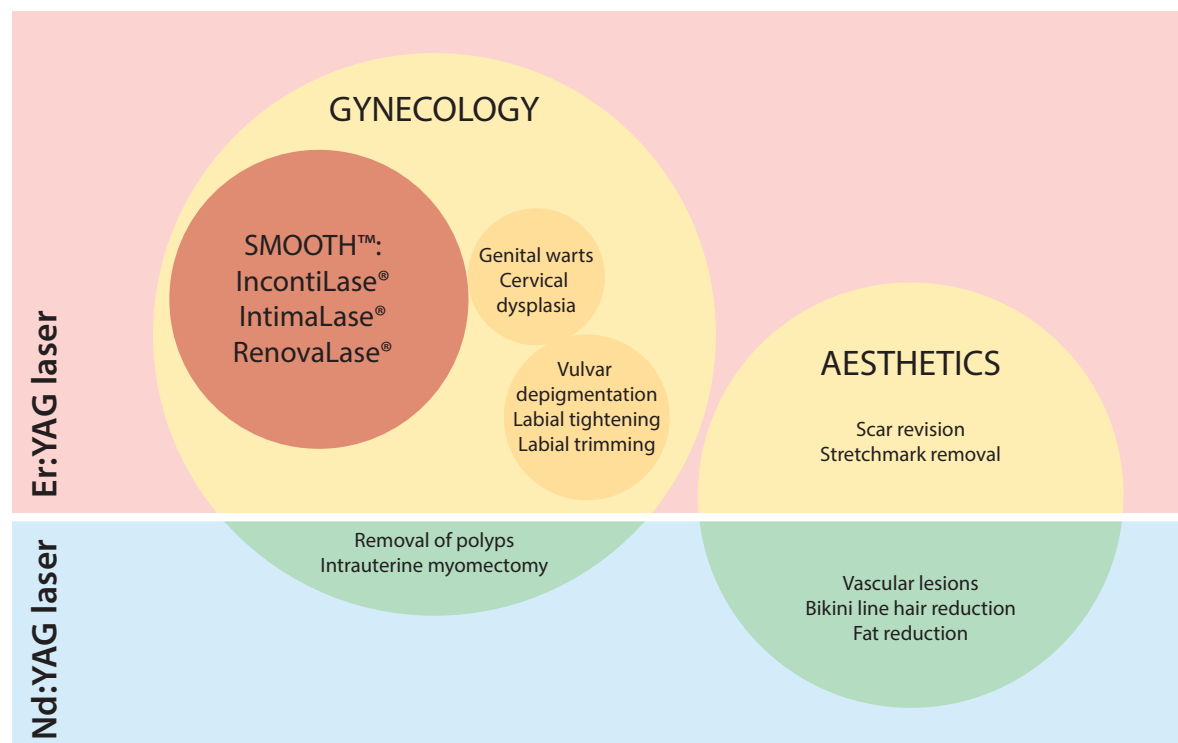 GYNECOLOGY
SMOOTH™:
IncontiLase®
IntimaLase®
RenovaLase®
Genital warts
Cervical
dysplasia
Vulvar
depigmentation
Labial tightening
Labial trimming
AESTHETICS
Scar revision
Stretchmark removal
Er:YAG laser
Removal of polyps
Intrauterine myomectomy
Vascular lesions
Bikini line hair reduction
Fat reduction
Nd:YAG laser